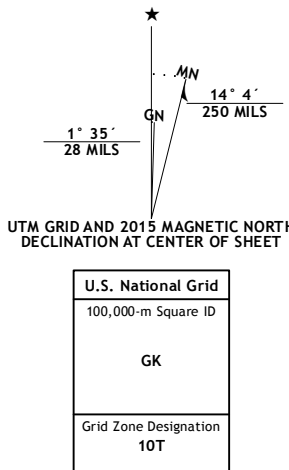 ★
MN
GN
14° 4´
250 MILS
1° 35´
28 MILS
UTM GRID AND 2015 MAGNETIC NORTH
DECLINATION AT CENTER OF SHEET
U.S. National Grid
100,000-m Square ID
GK
Grid Zone Designation
10T